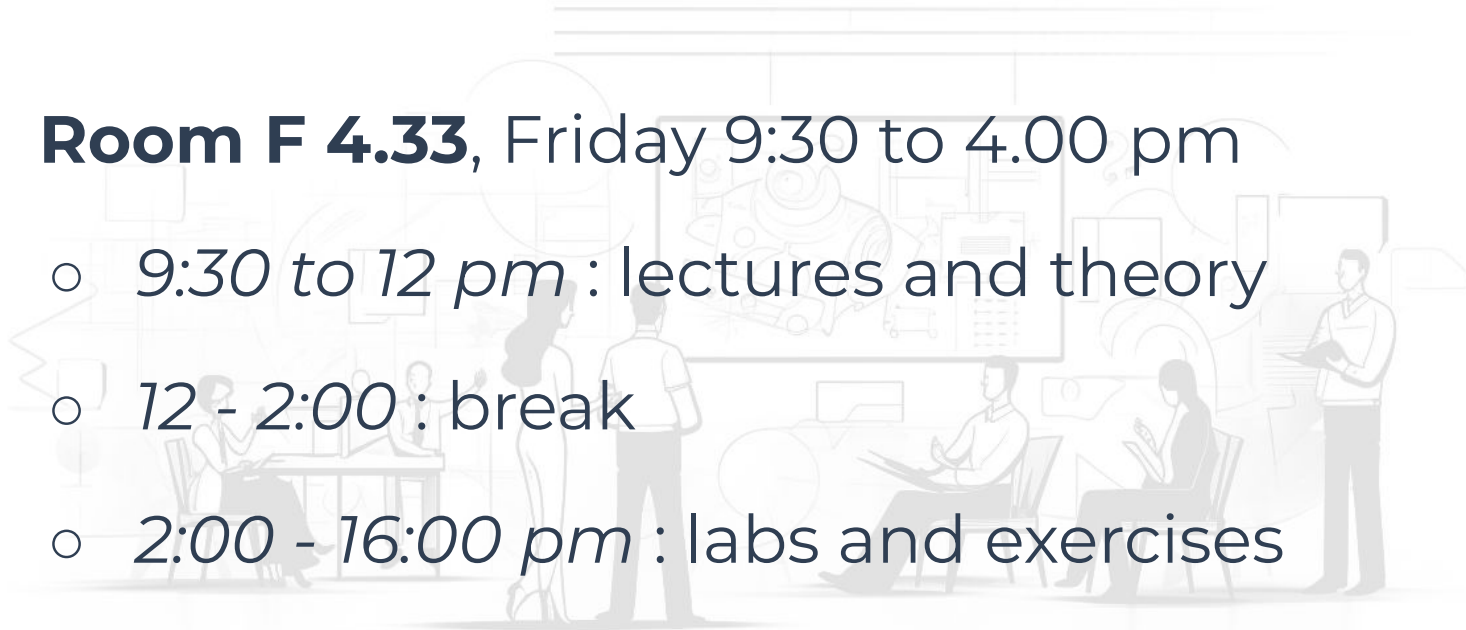 Room F 4.33, Friday 9:30 to 4.00 pm
○ 9:30 to 12 pm : lectures and theory
○ 12 - 2:00 : break
○ 2:00 - 16:00 pm : labs and exercises